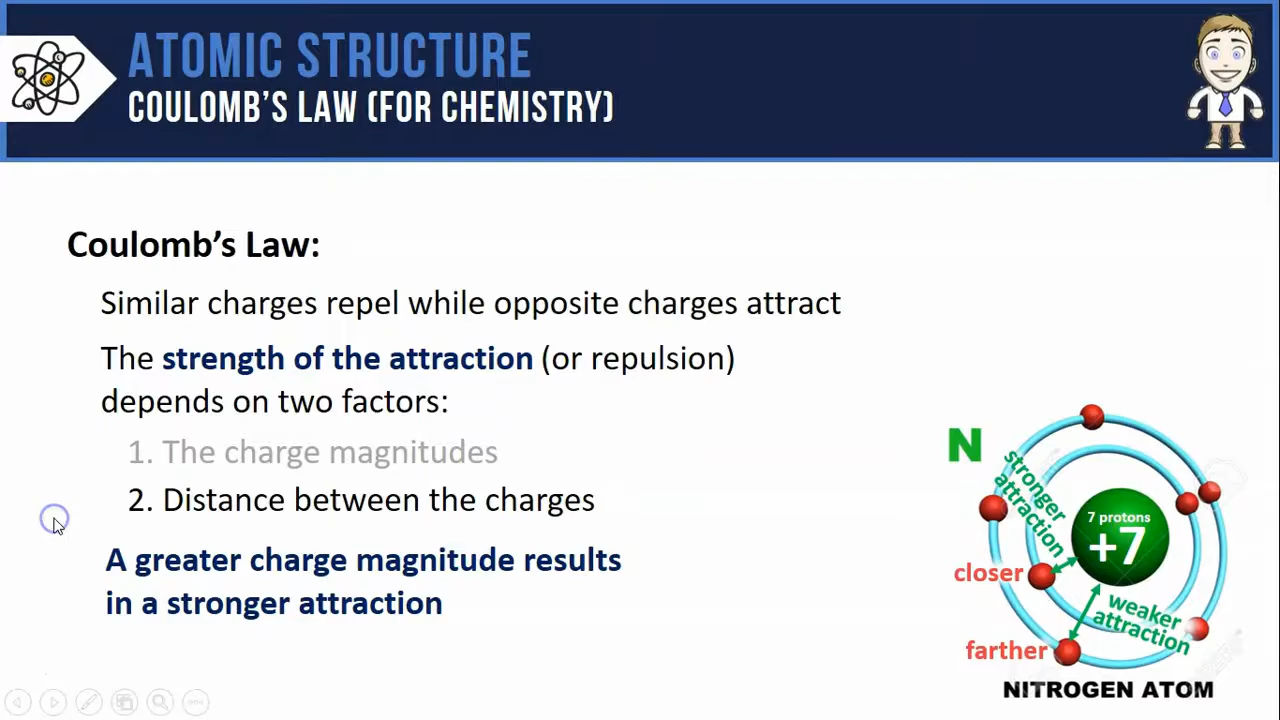 ATOMIC STRUCTURE
COULOMB'S LAW (FOR CHEMISTRY)
Coulomb's Law:
Similar charges repel while opposite charges attract
The strength of the attraction (or repulsion)
depends on two factors:
1. The charge magnitudes
2. Distance between the charges
A greater charge magnitude results
in a stronger attraction
N
stronger
attraction
7 protons
+7
closer
weaker
attraction
farther
NITROGEN ATOM